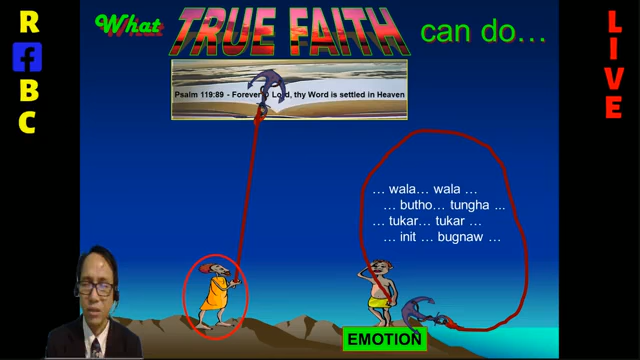 What TRUE FAITH can do…
Psalm 119:89 - Forever O Lord, thy Word is settled in Heaven
… wala… wala …
… butho… tungha ...
… tukar… tukar …
… init … bugnaw …
EMOTION
R
f
B
C
L
I
V
E